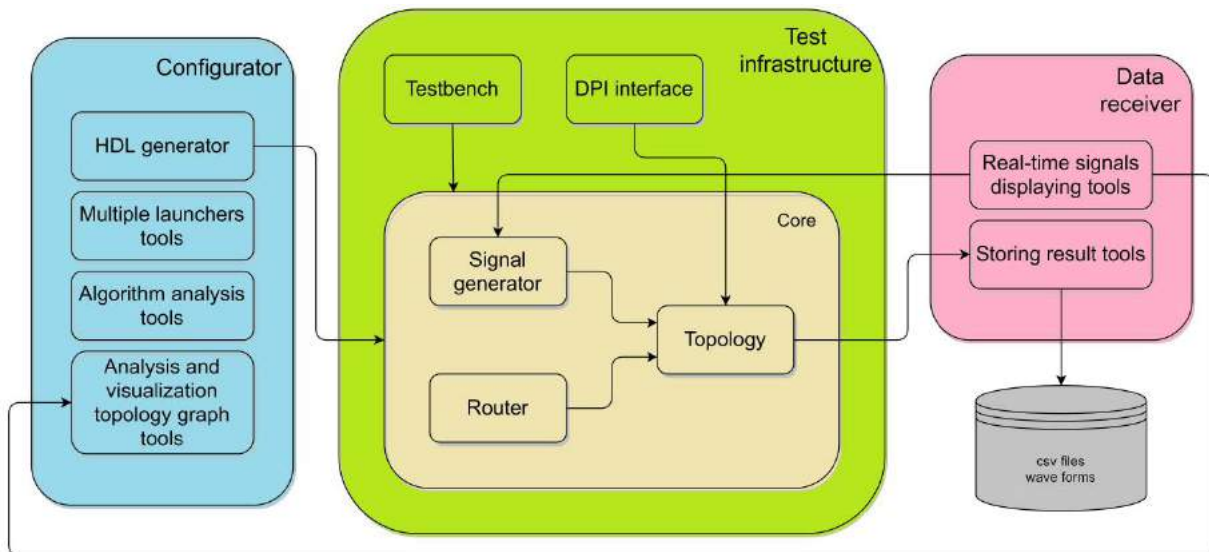 Configurator
HDL generator
Multiple launchers
tools
Algorithm analysis
tools
Analysis and
visualization
topology graph
tools
Test
infrastructure
Testbench
DPI interface
Core
Signal
generator
Topology
Router
Data
receiver
Real-time signals
displaying tools
Storing result tools
csv files
wave forms